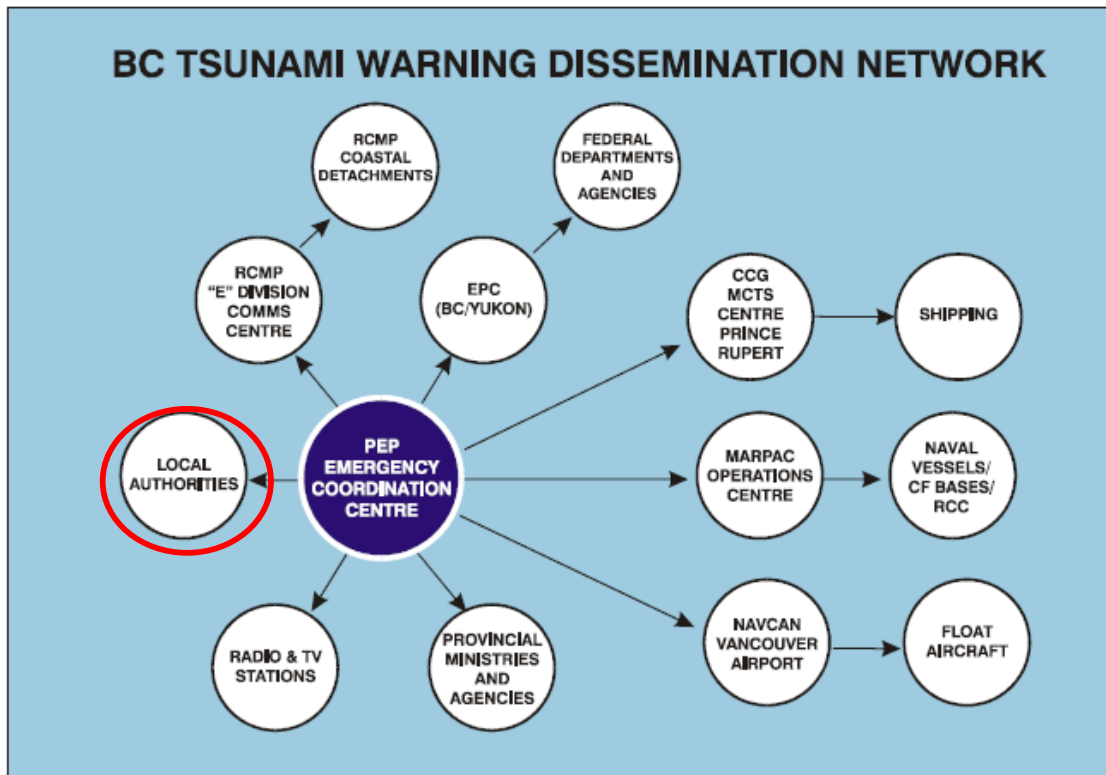 BC TSUNAMI WARNING DISSEMINATION NETWORK
RCMP
COASTAL
DETACHMENTS
FEDERAL
DEPARTMENTS
AND
AGENCIES
RCMP
"E" DIVISION
COMMS
CENTRE
EPC
(BC/YUKON)
CCG
MCTS
CENTRE
PRINCE
RUPERT
SHIPPING
LOCAL
AUTHORITIES
PEP
EMERGENCY
COORDINATION
CENTRE
MARPAC
OPERATIONS
CENTRE
NAVAL
VESSELS/
CF BASES/
RCC
RADIO & TV
STATIONS
PROVINCIAL
MINISTRIES
AND
AGENCIES
NAVCAN
VANCOUVER
AIRPORT
FLOAT
AIRCRAFT